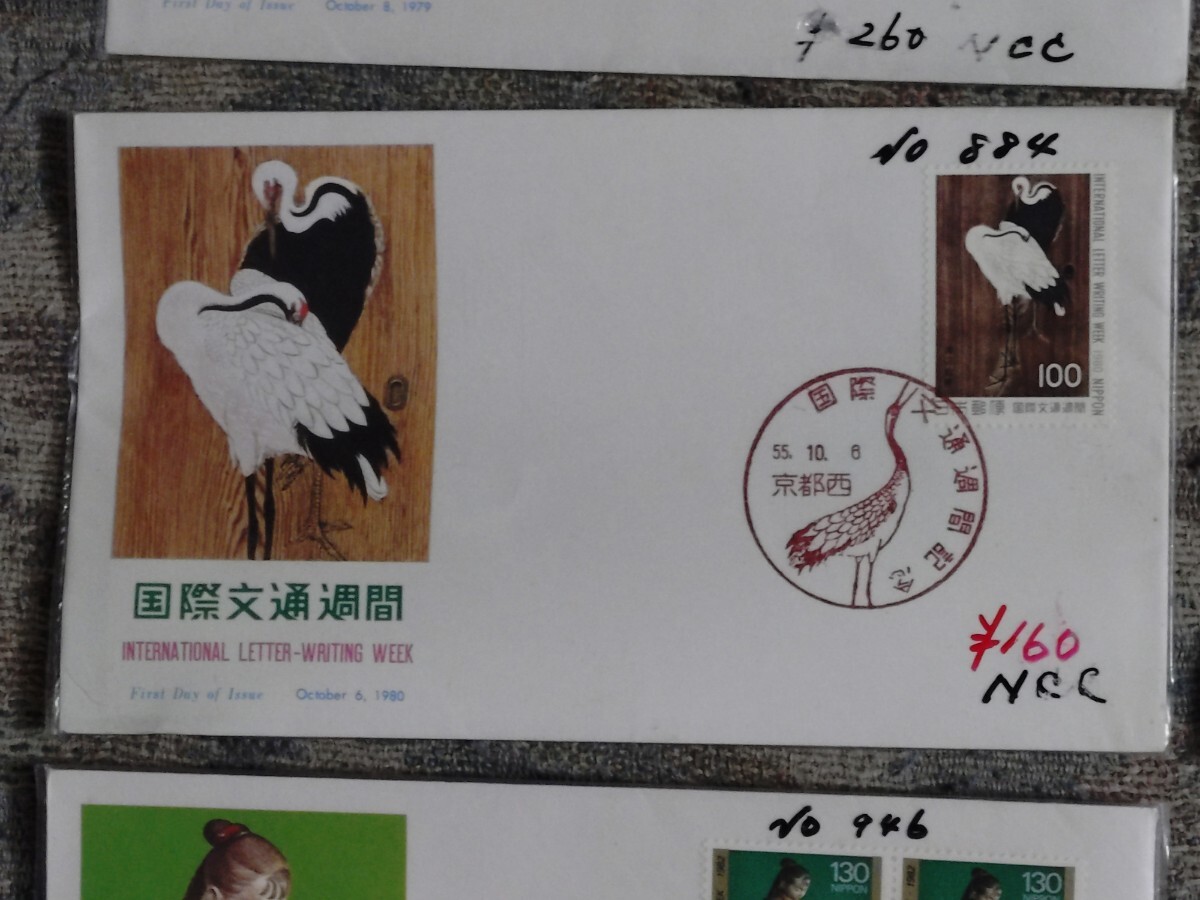 First Day of Issue October 8, 1979
¥260 NCC
No 884
INTERNATIONAL LETTER WRITING WEEK 1980 NIPPON
100
国際文通週間
国際文通週間記念
55. 10. 6
京都西
国際文通週間
INTERNATIONAL LETTER-WRITING WEEK
First Day of Issue October 6, 1980
¥160
NCC
No 946
1982
130
NIPPON
1982
130
NIPPON